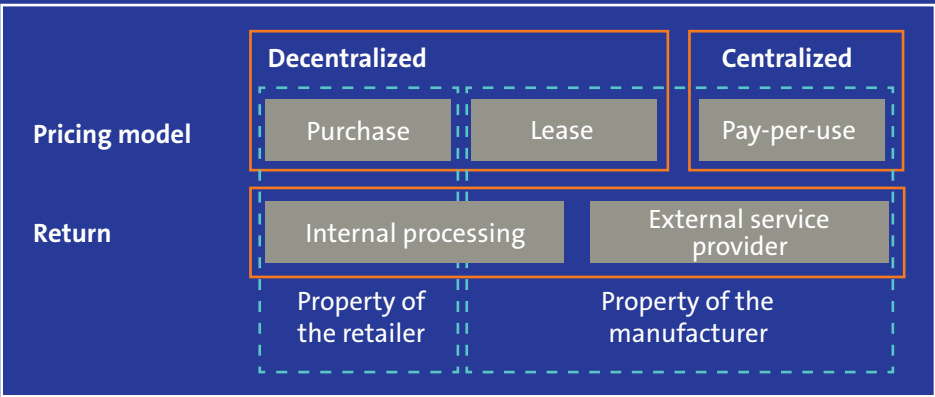 Decentralized
Centralized
Pricing model
Purchase
Lease
Pay-per-use
Return
Internal processing
External service
provider
Property of
the retailer
Property of the
manufacturer